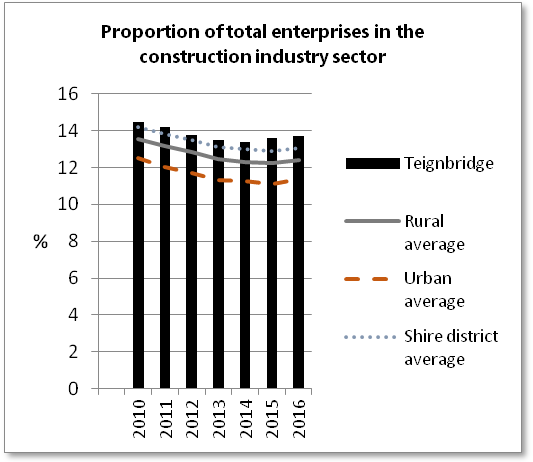 Proportion of total enterprises in the
construction industry sector
16
14
12
10
8
6
4
2
0
%
2010
2011
2012
2013
2014
2015
2016
Teignbridge
Rural
average
Urban
average
Shire district
average